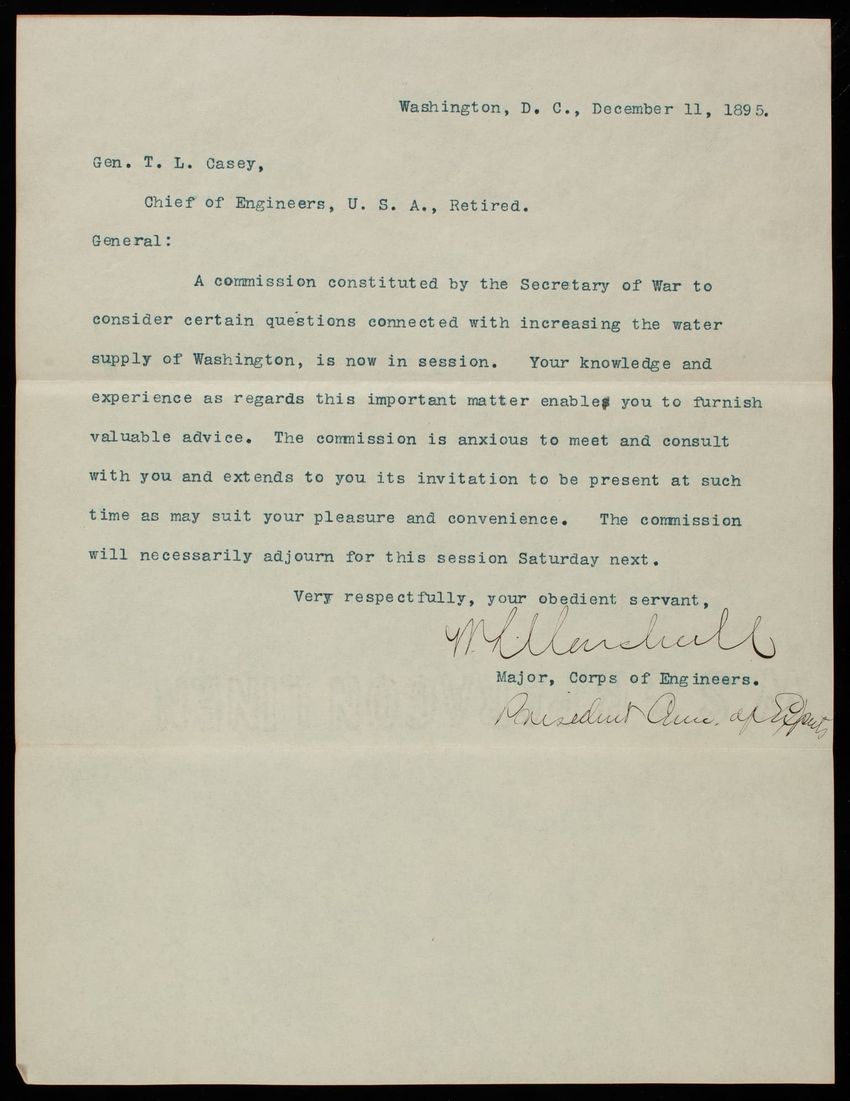 Washington, D. C., December 11, 1895.
Gen. T. L. Casey,
Chief of Engineers, U. S. A., Retired.
General:
A commission constituted by the Secretary of War to
consider certain questions connected with increasing the water
supply of Washington, is now in session. Your knowledge and
experience as regards this important matter enable you to furnish
valuable advice. The commission is anxious to meet and consult
with you and extends to you its invitation to be present at such
time as may suit your pleasure and convenience. The commission
will necessarily adjourn for this session Saturday next.
Very respectfully, your obedient servant,
W. L. Marshall
Major, Corps of Engineers.
President of Experts